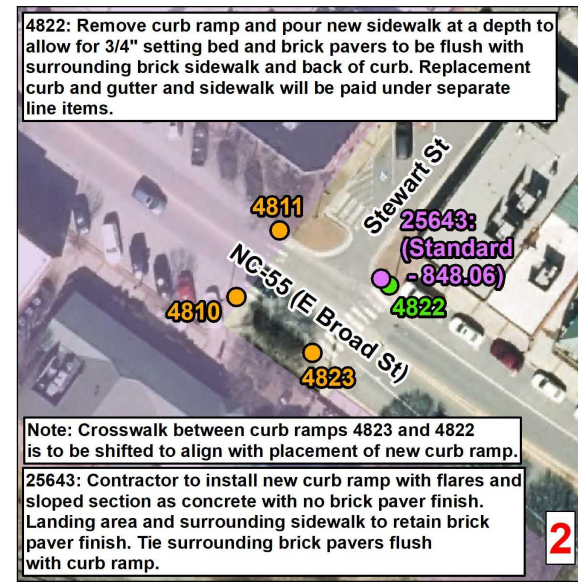 4822: Remove curb ramp and pour new sidewalk at a depth to
allow for 3/4" setting bed and brick pavers to be flush with
surrounding brick sidewalk and back of curb. Replacement
curb and gutter and sidewalk will be paid under separate
line items.
Stewart St
4811
25643:
(Standard
- 848.06)
NC-55 (E Broad St)
4822
4810
4823
Note: Crosswalk between curb ramps 4823 and 4822
is to be shifted to align with placement of new curb ramp.
25643: Contractor to install new curb ramp with flares and
sloped section as concrete with no brick paver finish.
Landing area and surrounding sidewalk to retain brick
paver finish. Tie surrounding brick pavers flush
with curb ramp.
2